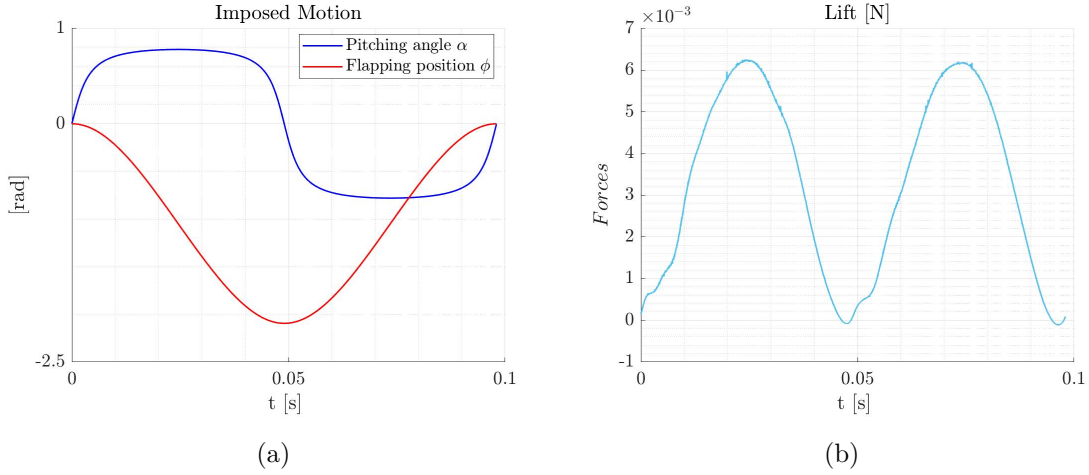 Imposed Motion
1
0
-2.5
[rad]
Pitching angle α
Flapping position ϕ
0
0.05
0.1
t [s]
(a)
Lift [N]
×10⁻³
7
6
5
4
3
2
1
0
-1
Forces
0
0.05
0.1
t [s]
(b)